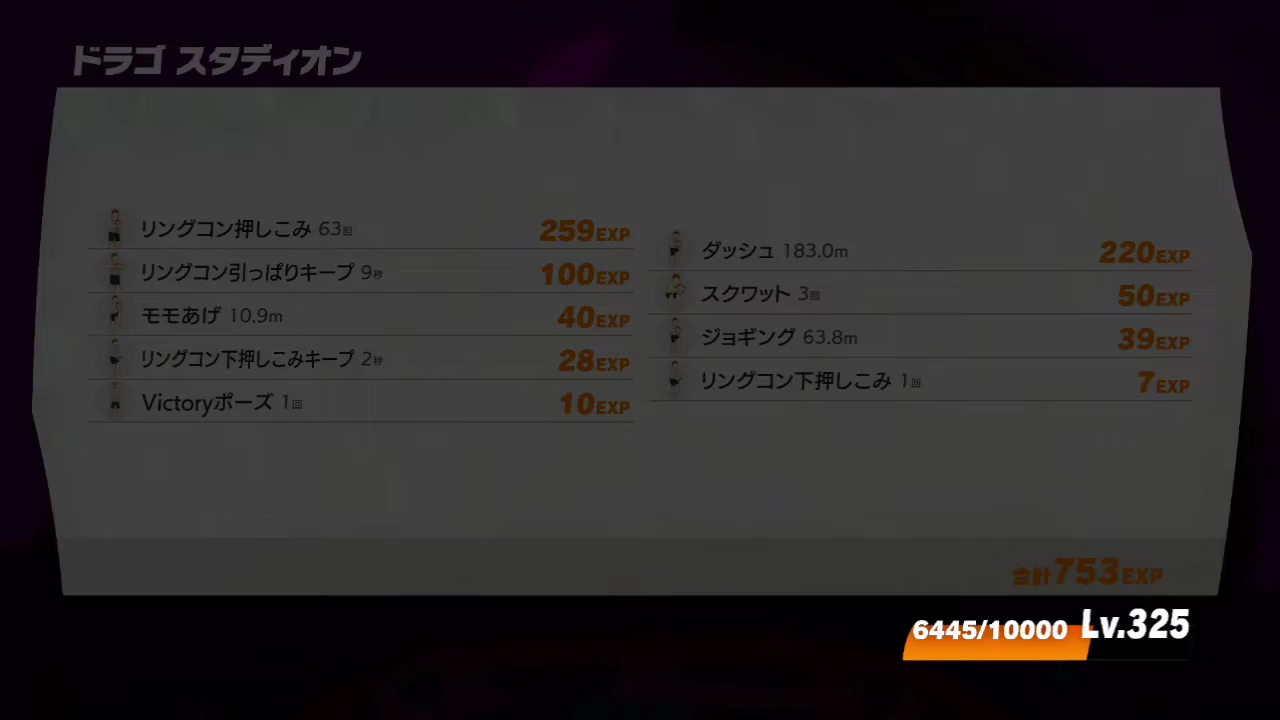 ドラゴ スタディオン
リングコン押しこみ 63回 259EXP
リングコン引っぱりキープ 9秒 100EXP
モモあげ 10.9m 40EXP
リングコン下押しこみキープ 2秒 28EXP
Victoryポーズ 1回 10EXP
ダッシュ 183.0m 220EXP
スクワット 3回 50EXP
ジョギング 63.8m 39EXP
リングコン下押しこみ 1回 7EXP
合計753EXP
6445/10000 Lv.325